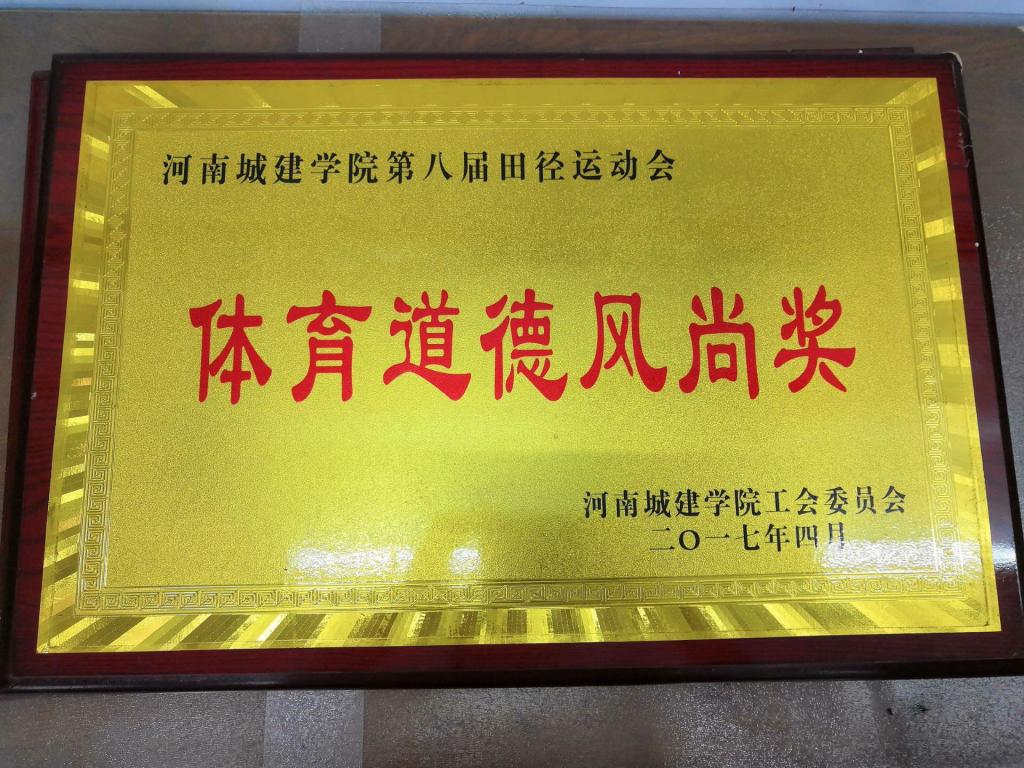 河南城建学院第八届田径运动会
体育道德风尚奖
河南城建学院工会委员会
二〇一七年四月